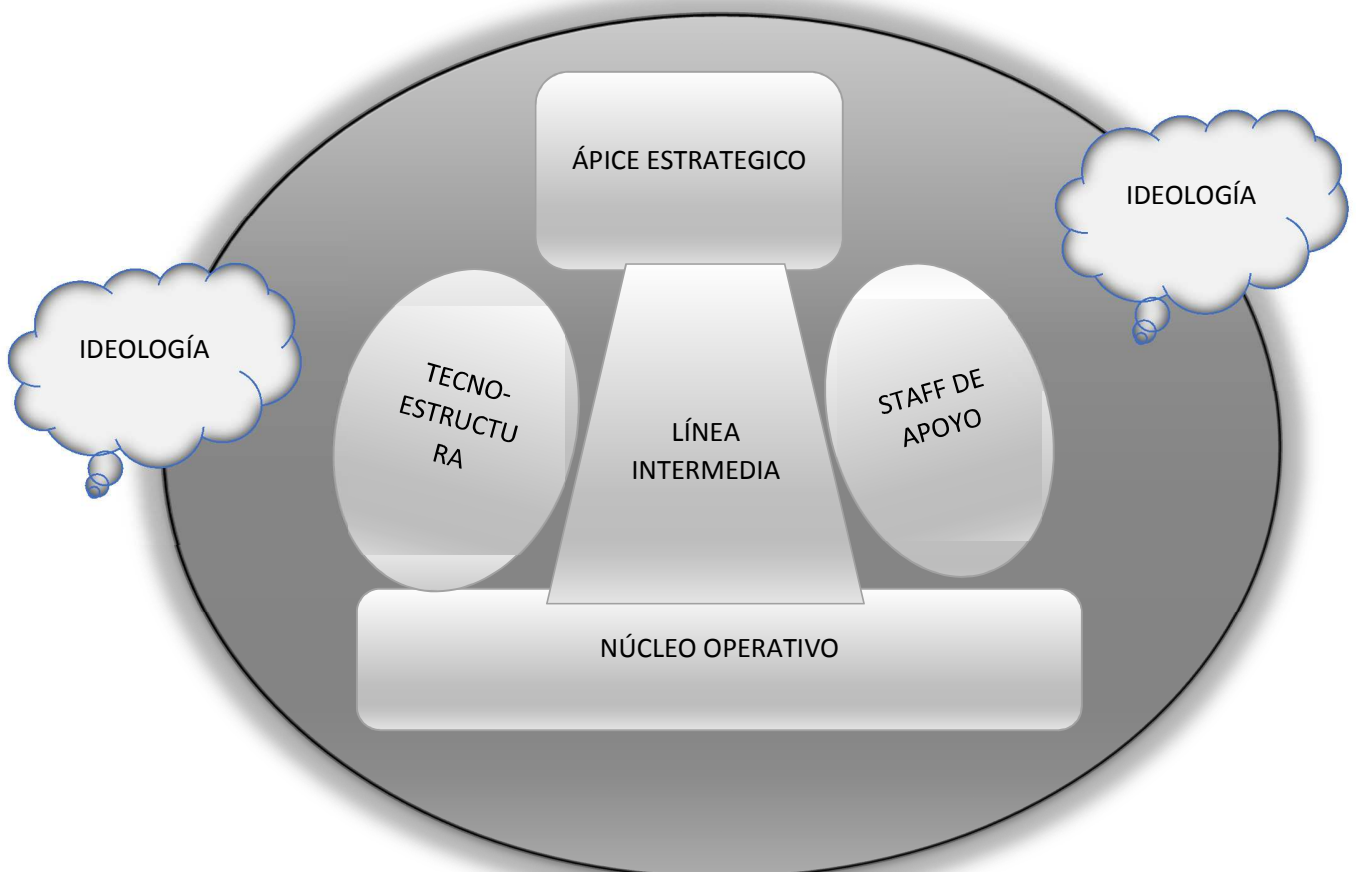 ÁPICE ESTRATEGICO
IDEOLOGÍA
IDEOLOGÍA
TECNO-
ESTRUCTU
RA
LÍNEA
INTERMEDIA
STAFF DE
APOYO
NÚCLEO OPERATIVO